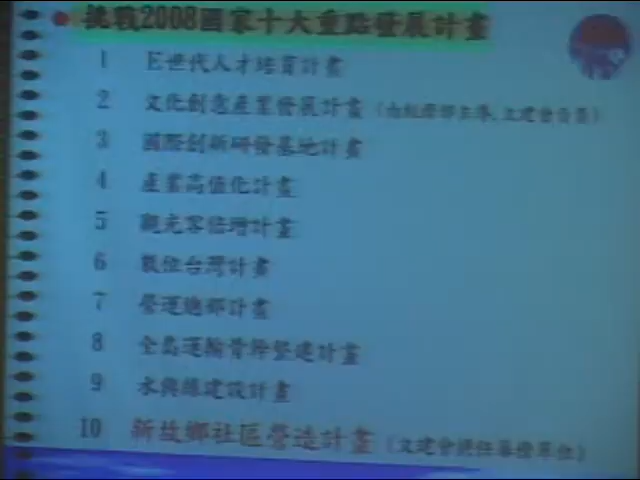 挑戰2008國家十大重點發展計畫
1 E世代人才培育計畫
2 文化創意產業發展計畫
3 國際創新研發基地計畫
4 產業高值化計畫
5 觀光客倍增計畫
6 數位台灣計畫
7 營運總部計畫
8 全島運輸骨幹整建計畫
9 水與綠建設計畫
10 新故鄉社區營造計畫